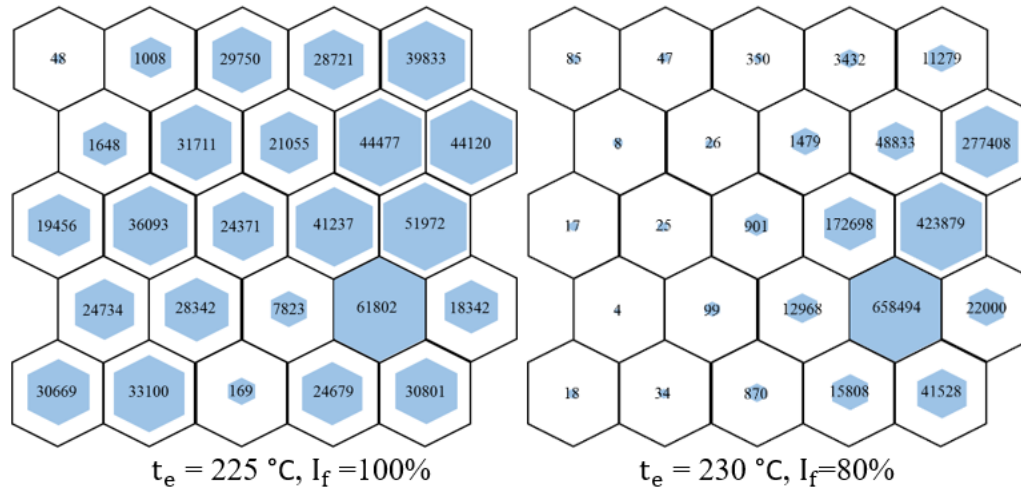 48 1008 29750 28721 39833
1648 31711 21055 44477 44120
19456 36093 24371 41237 51972
24734 28342 7823 61802 18342
30669 33100 169 24679 30801
t_e = 225 °C, I_f =100%
85 47 350 3432 11279
8 26 1479 48833 277408
17 25 901 172698 423879
4 99 12968 658494 22000
18 34 870 15808 41528
t_e = 230 °C, I_f=80%